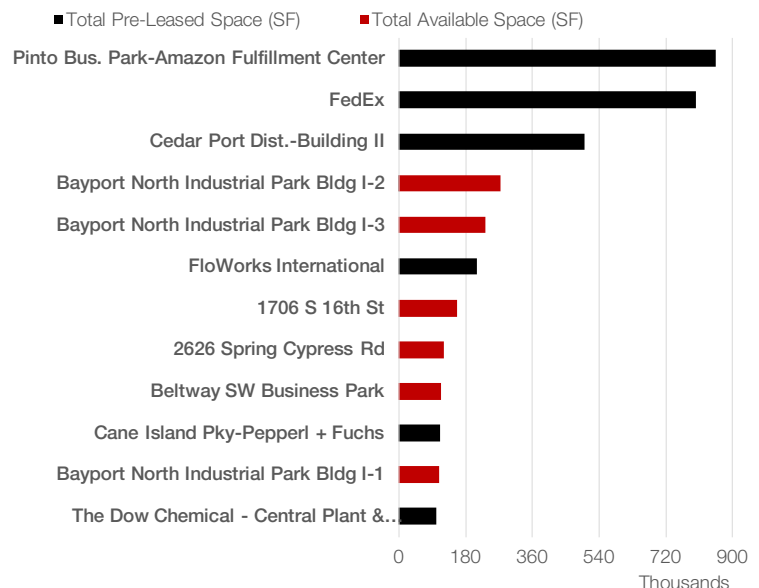 Total Pre-Leased Space (SF) Total Available Space (SF)
Pinto Bus. Park-Amazon Fulfillment Center
FedEx
Cedar Port Dist.-Building II
Bayport North Industrial Park Bldg I-2
Bayport North Industrial Park Bldg I-3
FloWorks International
1706 S 16th St
2626 Spring Cypress Rd
Beltway SW Business Park
Cane Island Pky-Pepperl + Fuchs
Bayport North Industrial Park Bldg I-1
The Dow Chemical - Central Plant &...
0 180 360 540 720 900
Thousands